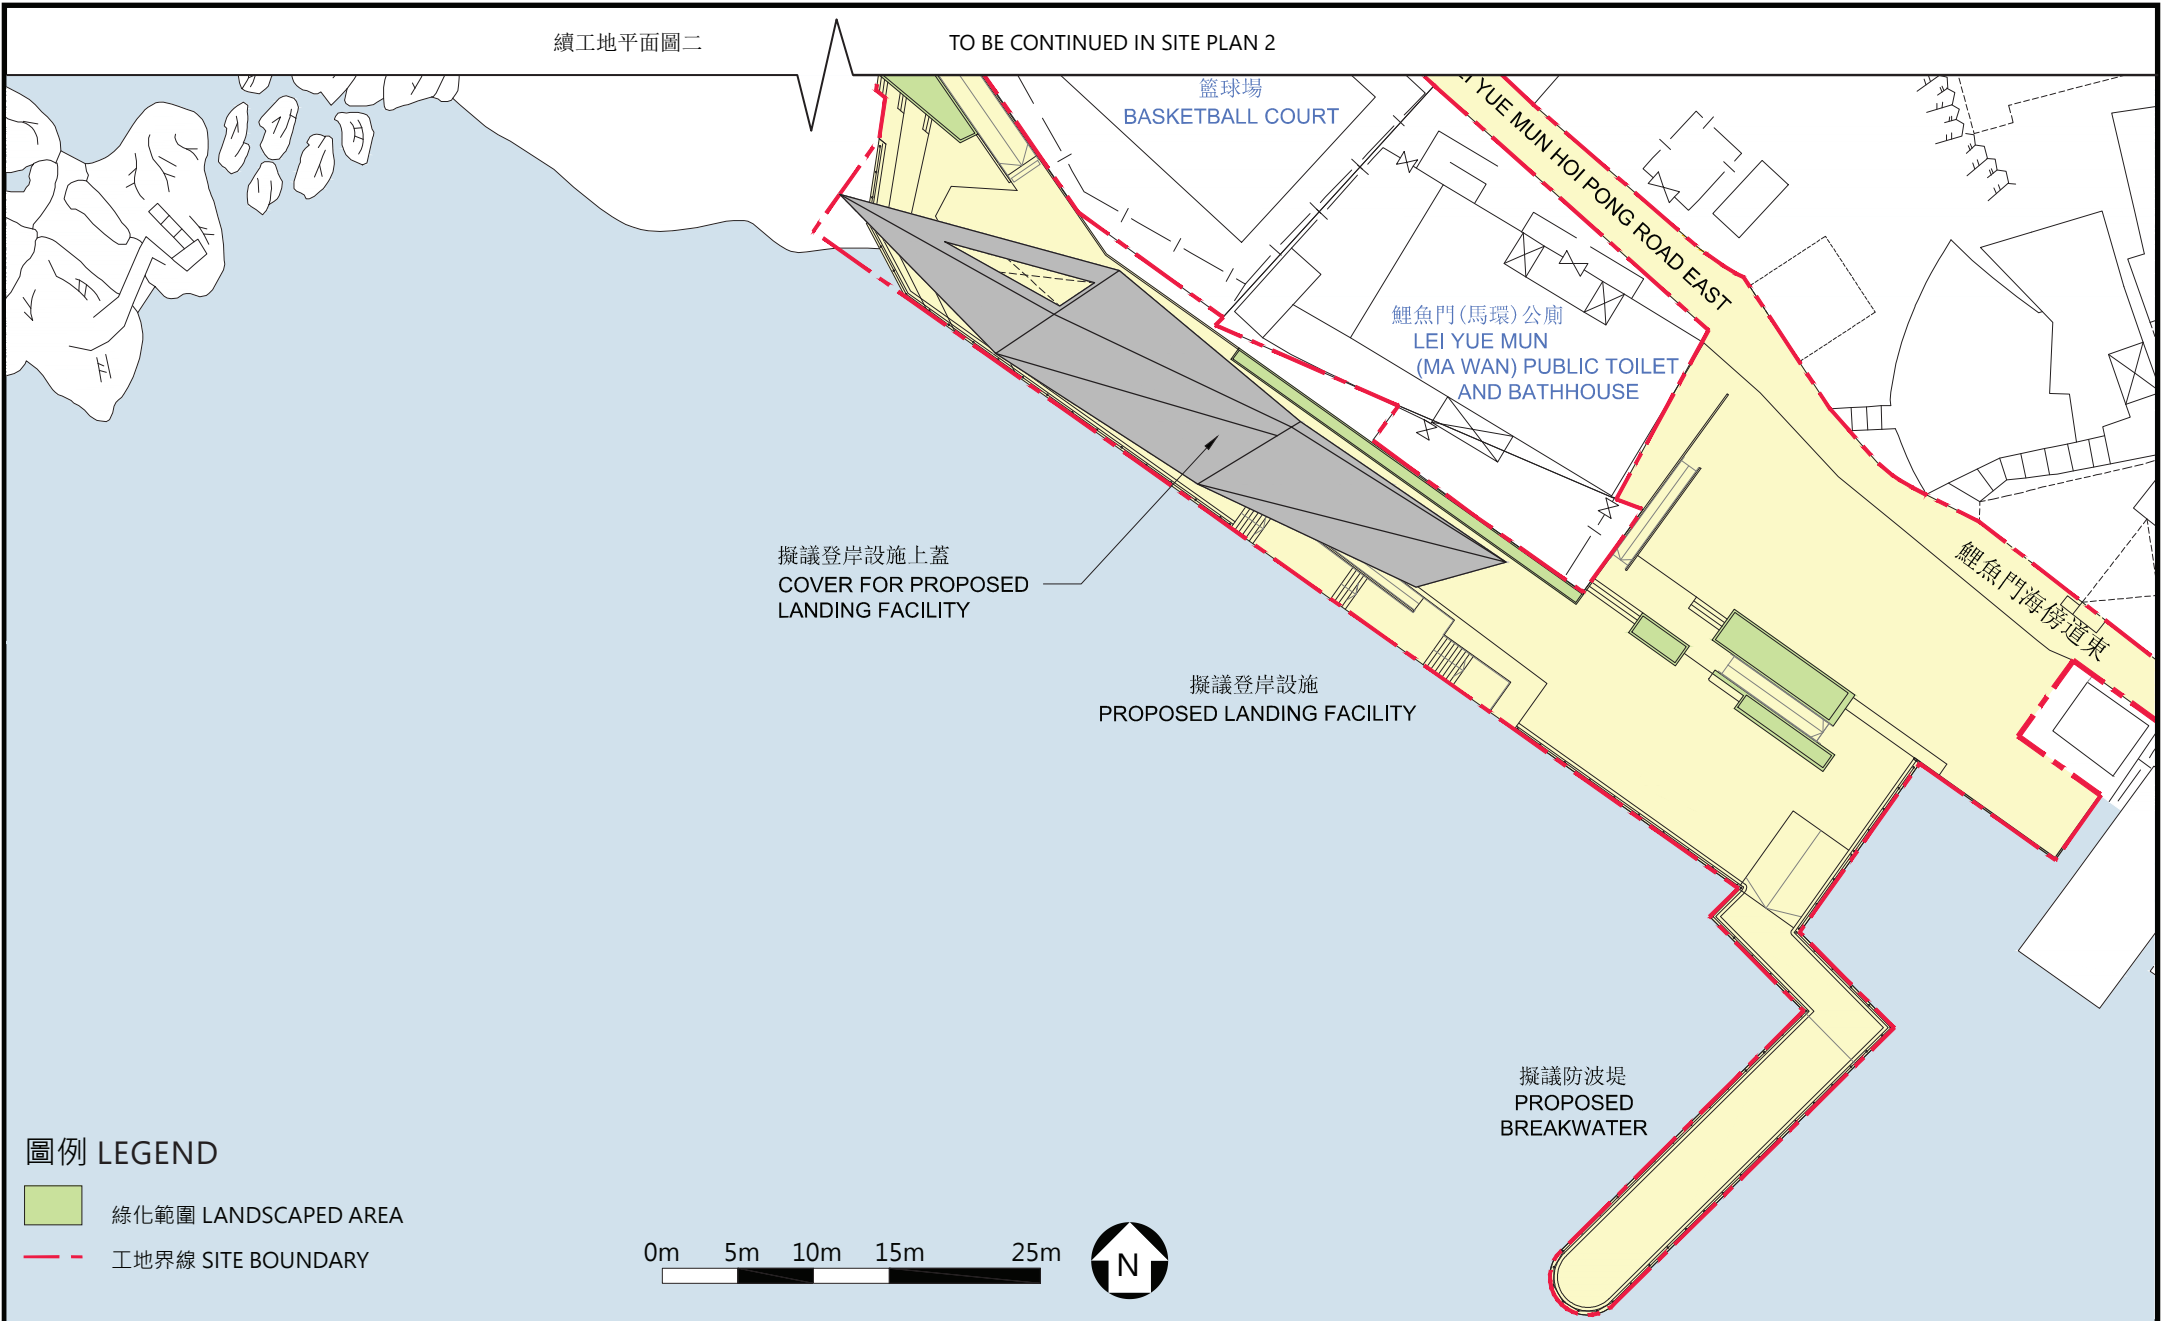 續工地平面圖二
TO BE CONTINUED IN SITE PLAN 2
籃球場
BASKETBALL COURT
LEI YUE MUN HOI PONG ROAD EAST
鯉魚門(馬環)公廁
LEI YUE MUN
(MA WAN) PUBLIC TOILET
AND BATHHOUSE
鯉魚門海傍道東
擬議登岸設施上蓋
COVER FOR PROPOSED
LANDING FACILITY
擬議登岸設施
PROPOSED LANDING FACILITY
擬議防波堤
PROPOSED
BREAKWATER
圖例 LEGEND
綠化範圍 LANDSCAPED AREA
工地界線 SITE BOUNDARY
0m 5m 10m 15m 25m
N